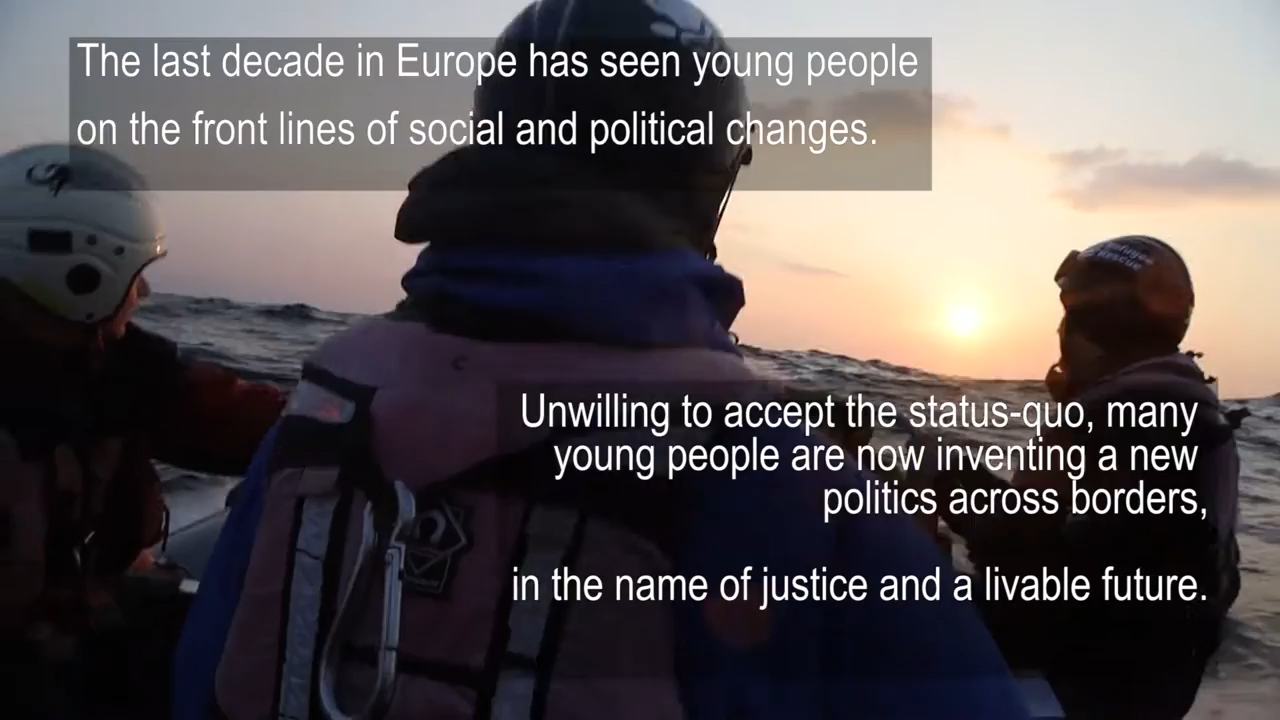 The last decade in Europe has seen young people
on the front lines of social and political changes.
Refugee
Rescue
Unwilling to accept the status-quo, many
young people are now inventing a new
politics across borders,
in the name of justice and a livable future.